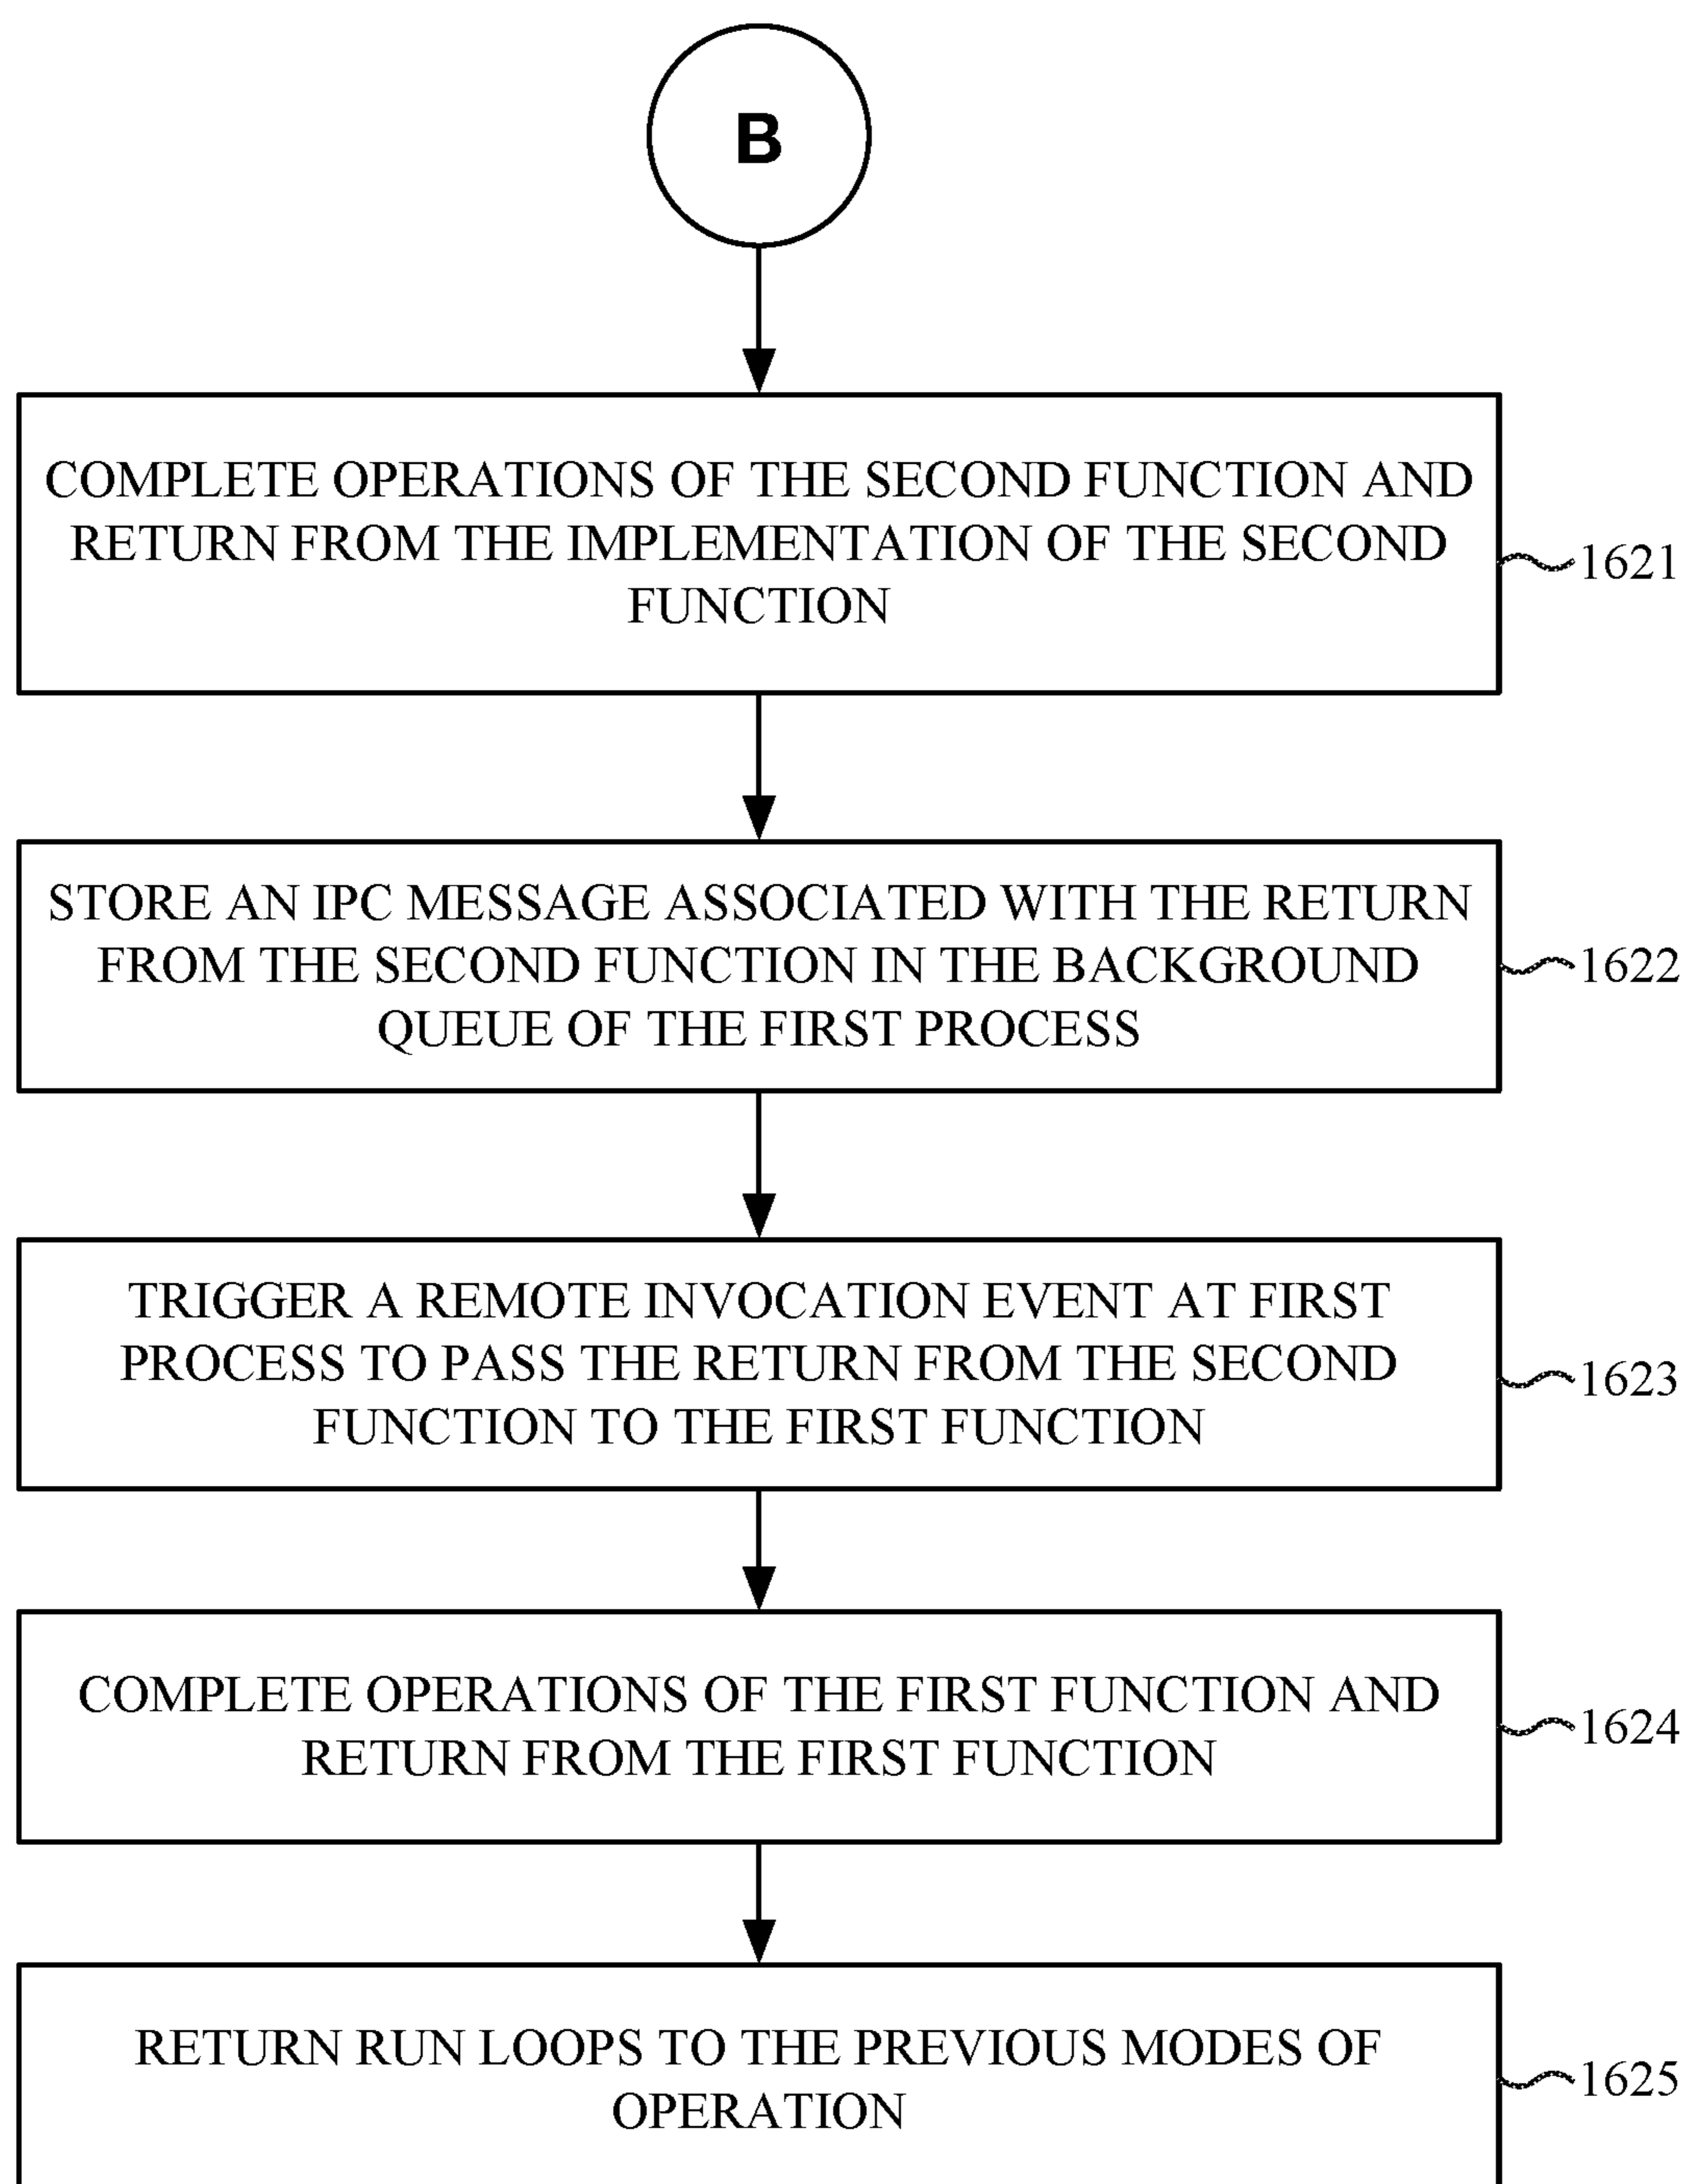 B
COMPLETE OPERATIONS OF THE SECOND FUNCTION AND
RETURN FROM THE IMPLEMENTATION OF THE SECOND
FUNCTION
1621
STORE AN IPC MESSAGE ASSOCIATED WITH THE RETURN
FROM THE SECOND FUNCTION IN THE BACKGROUND
QUEUE OF THE FIRST PROCESS
1622
TRIGGER A REMOTE INVOCATION EVENT AT FIRST
PROCESS TO PASS THE RETURN FROM THE SECOND
FUNCTION TO THE FIRST FUNCTION
1623
COMPLETE OPERATIONS OF THE FIRST FUNCTION AND
RETURN FROM THE FIRST FUNCTION
1624
RETURN RUN LOOPS TO THE PREVIOUS MODES OF
OPERATION
1625